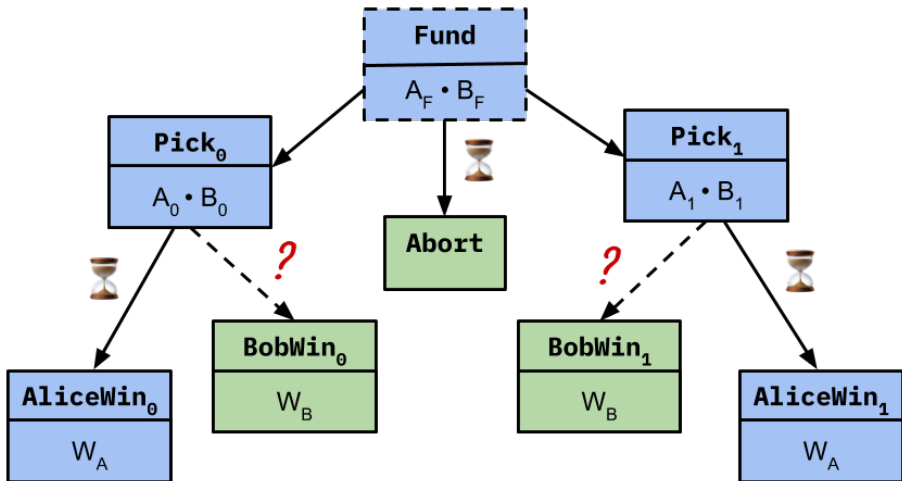 Fund
A_F • B_F
Pick_0
A_0 • B_0
Pick_1
A_1 • B_1
Abort
?
?
BobWin_0
W_B
BobWin_1
W_B
AliceWin_0
W_A
AliceWin_1
W_A